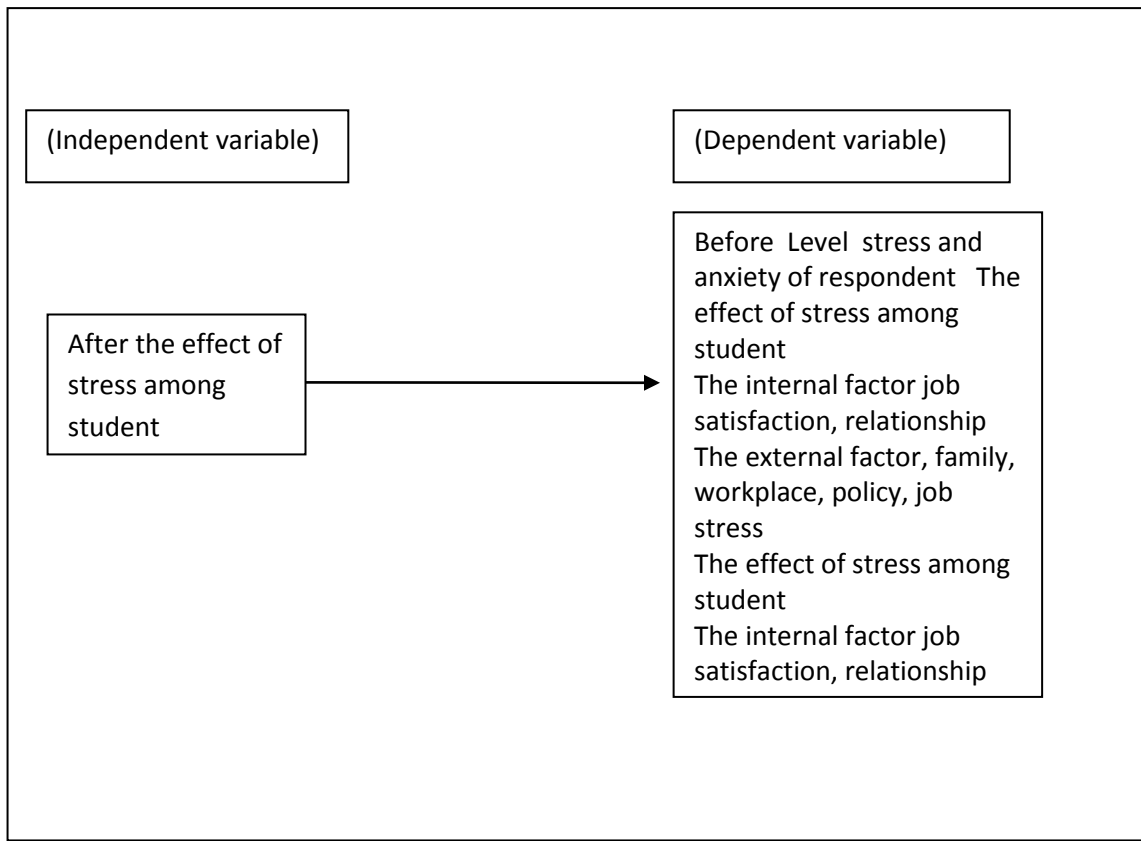 (Independent variable)
(Dependent variable)
After the effect of
stress among
student
Before  Level  stress and
anxiety of respondent   The
effect of stress among
student
The internal factor job
satisfaction, relationship
The external factor, family,
workplace, policy, job
stress
The effect of stress among
student
The internal factor job
satisfaction, relationship